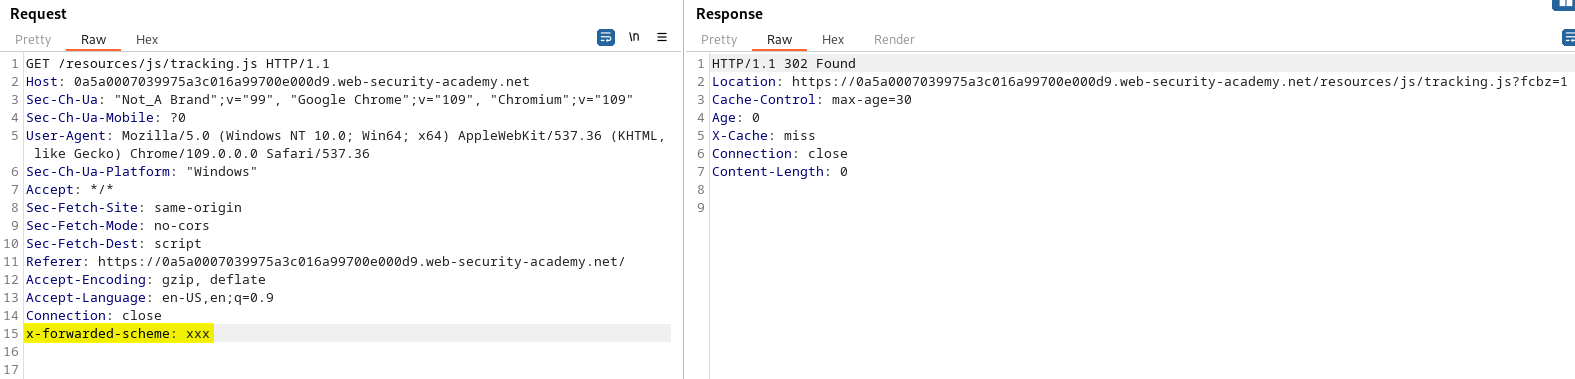 Request
Pretty Raw Hex
\n
1 GET /resources/js/tracking.js HTTP/1.1
2 Host: 0a5a0007039975a3c016a99700e000d9.web-security-academy.net
3 Sec-Ch-Ua: "Not_A Brand";v="99", "Google Chrome";v="109", "Chromium";v="109"
4 Sec-Ch-Ua-Mobile: ?0
5 User-Agent: Mozilla/5.0 (Windows NT 10.0; Win64; x64) AppleWebKit/537.36 (KHTML,
like Gecko) Chrome/109.0.0.0 Safari/537.36
6 Sec-Ch-Ua-Platform: "Windows"
7 Accept: */*
8 Sec-Fetch-Site: same-origin
9 Sec-Fetch-Mode: no-cors
10 Sec-Fetch-Dest: script
11 Referer: https://0a5a0007039975a3c016a99700e000d9.web-security-academy.net/
12 Accept-Encoding: gzip, deflate
13 Accept-Language: en-US,en;q=0.9
14 Connection: close
15 x-forwarded-scheme: xxx
16
17
Response
Pretty Raw Hex Render
1 HTTP/1.1 302 Found
2 Location: https://0a5a0007039975a3c016a99700e000d9.web-security-academy.net/resources/js/tracking.js?fcbz=1
3 Cache-Control: max-age=30
4 Age: 0
5 X-Cache: miss
6 Connection: close
7 Content-Length: 0
8
9